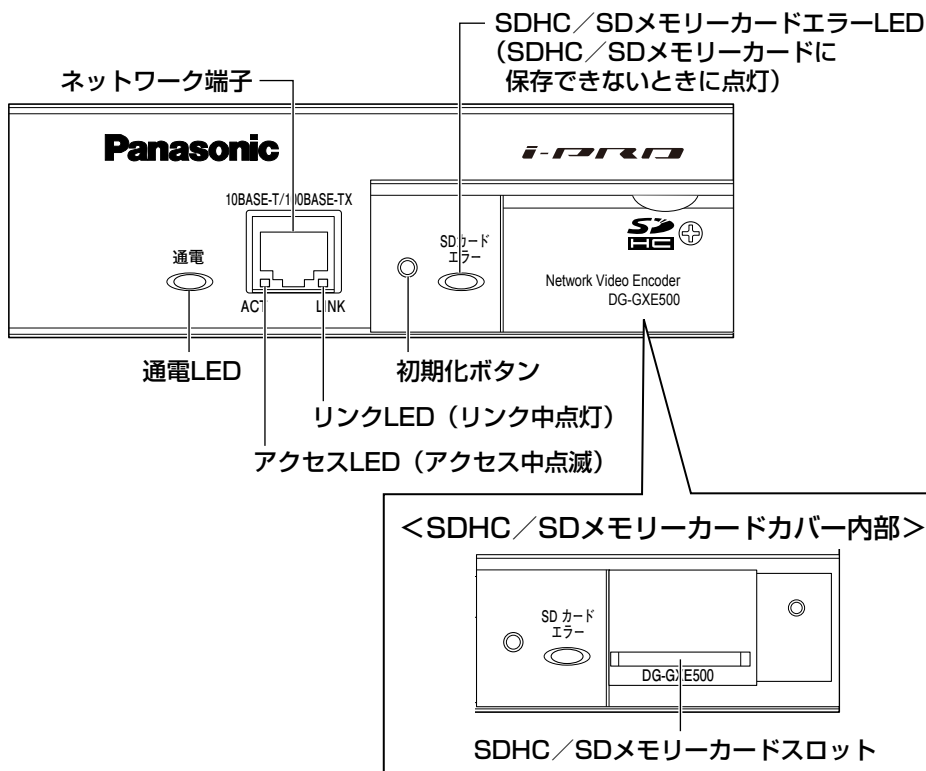 SDHC／SDメモリーカードエラーLED
（SDHC／SDメモリーカードに
保存できないときに点灯）
ネットワーク端子
Panasonic
i-PRO
10BASE-T/100BASE-TX
通電
ACT
LINK
SDカード
エラー
SD
HC
Network Video Encoder
DG-GXE500
通電LED
初期化ボタン
リンクLED（リンク中点灯）
アクセスLED（アクセス中点滅）
＜SDHC／SDメモリーカードカバー内部＞
SD カード
エラー
DG-GXE500
SDHC／SDメモリーカードスロット